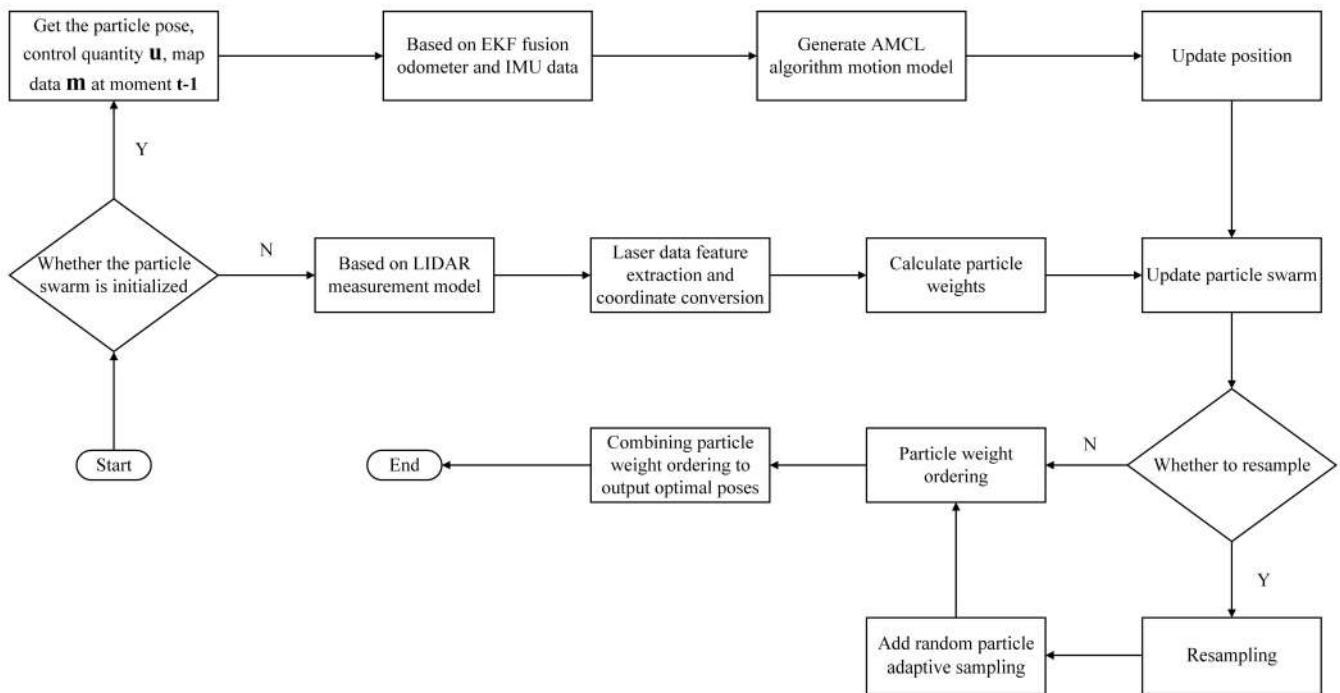 Get the particle pose,
control quantity u, map
data m at moment t-1
Based on EKF fusion
odometer and IMU data
Generate AMCL
algorithm motion model
Update position
Y
Whether the particle
swarm is initialized
N
Based on LIDAR
measurement model
Laser data feature
extraction and
coordinate conversion
Calculate particle
weights
Update particle swarm
Start
End
Combining particle
weight ordering to
output optimal poses
Particle weight
ordering
N
Whether to resample
Y
Add random particle
adaptive sampling
Resampling